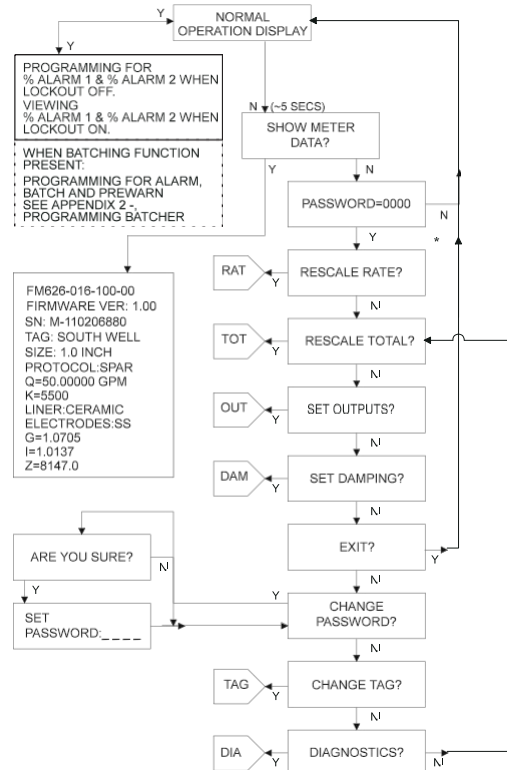 NORMAL
OPERATION DISPLAY
Y
Y
PROGRAMMING FOR
% ALARM 1 & % ALARM 2 WHEN
LOCKOUT OFF.
VIEWING
% ALARM 1 & % ALARM 2 WHEN
LOCKOUT ON.
WHEN BATCHING FUNCTION
PRESENT:
PROGRAMMING FOR ALARM,
BATCH AND PREWARN
SEE APPENDIX 2 -,
PROGRAMMING BATCHER
N (~5 SECS)
SHOW METER
DATA?
Y
N
PASSWORD=0000
N
Y
*
FM626-016-100-00
FIRMWARE VER: 1.00
SN: M-110206880
TAG: SOUTH WELL
SIZE: 1.0 INCH
PROTOCOL:SPAR
Q=50.00000 GPM
K=5500
LINER:CERAMIC
ELECTRODES:SS
G=1.0705
I=1.0137
Z=8147.0
RAT
Y
RESCALE RATE?
N
TOT
Y
RESCALE TOTAL?
N
OUT
Y
SET OUTPUTS?
N
DAM
Y
SET DAMPING?
N
EXIT?
Y
N
ARE YOU SURE?
N
Y
SET
PASSWORD:_ _ _ _
Y
CHANGE
PASSWORD?
N
TAG
Y
CHANGE TAG?
N
DIA
Y
DIAGNOSTICS?
N